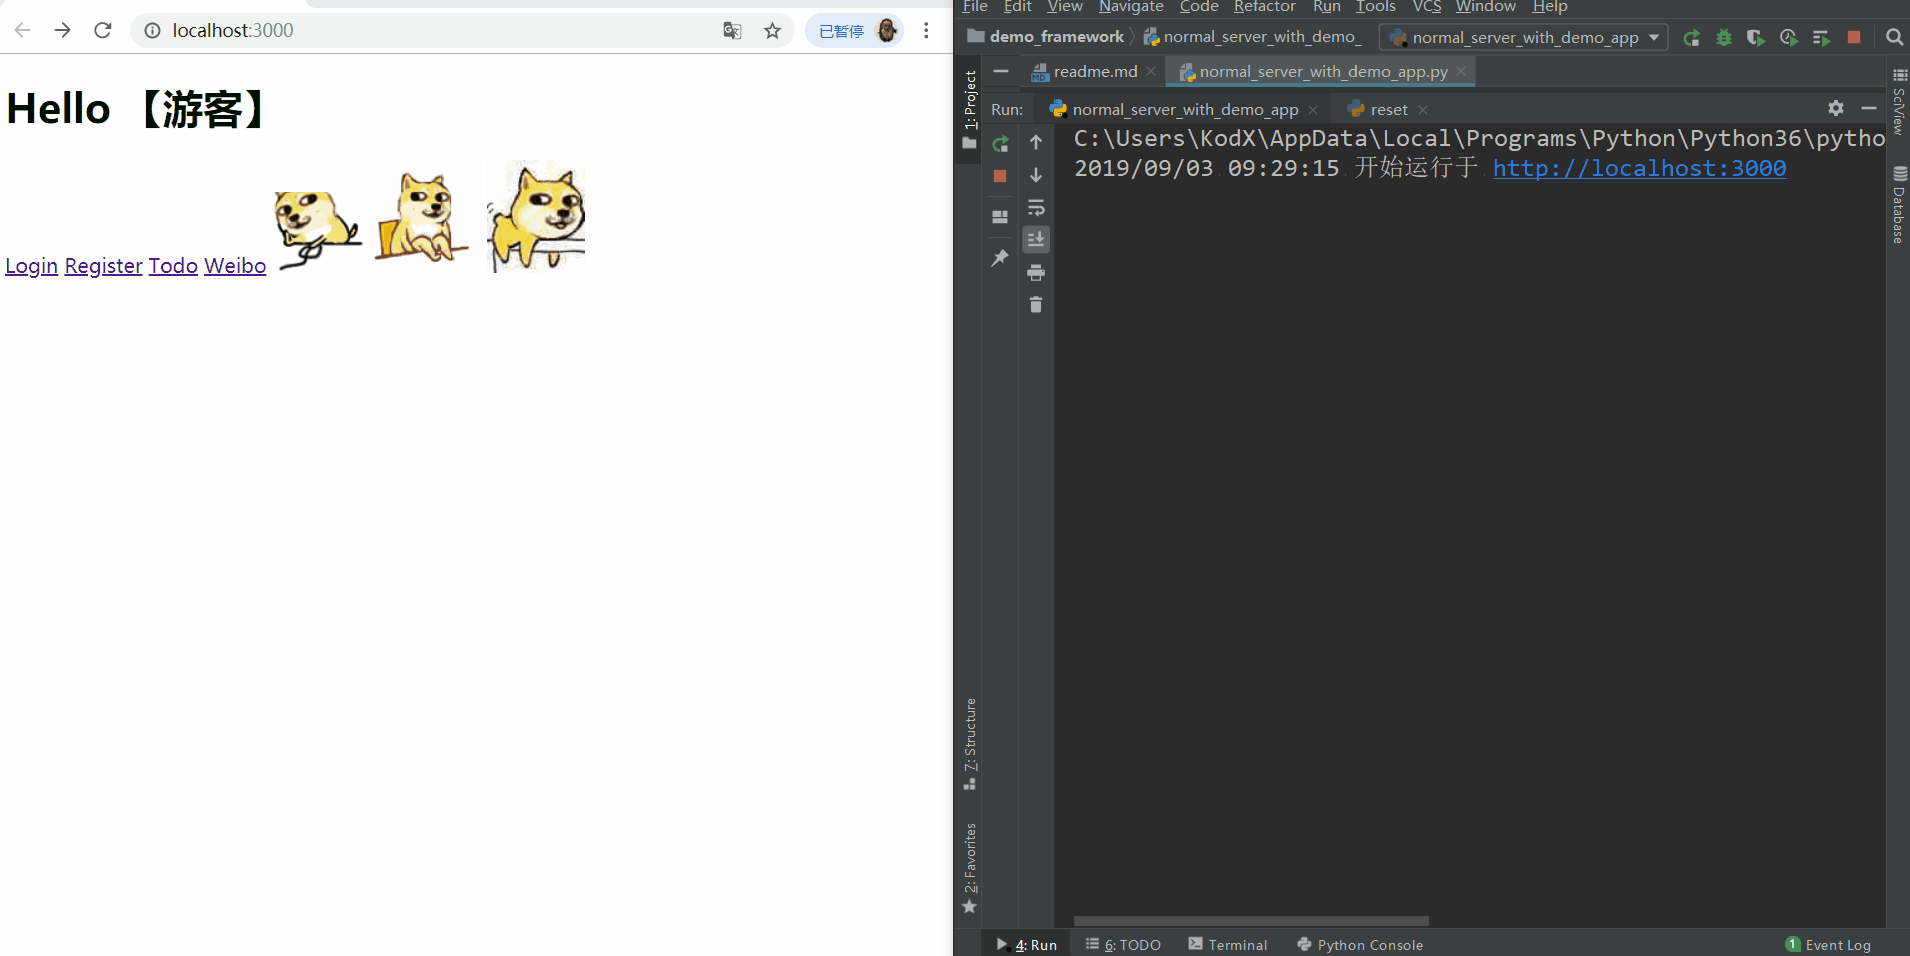 localhost:3000
已暂停
Hello 【游客】
Login Register Todo Weibo
File Edit View Navigate Code Refactor Run Tools VCS Window Help
demo_framework normal_server_with_demo_ normal_server_with_demo_app
readme.md normal_server_with_demo_app.py
Run: normal_server_with_demo_app reset
C:\Users\KodX\AppData\Local\Programs\Python\Python36\pytho
2019/09/03 09:29:15 开始运行于 http://localhost:3000
1: Project
7: Structure
2: Favorites
SciView
Database
4: Run 6: TODO Terminal Python Console 1 Event Log